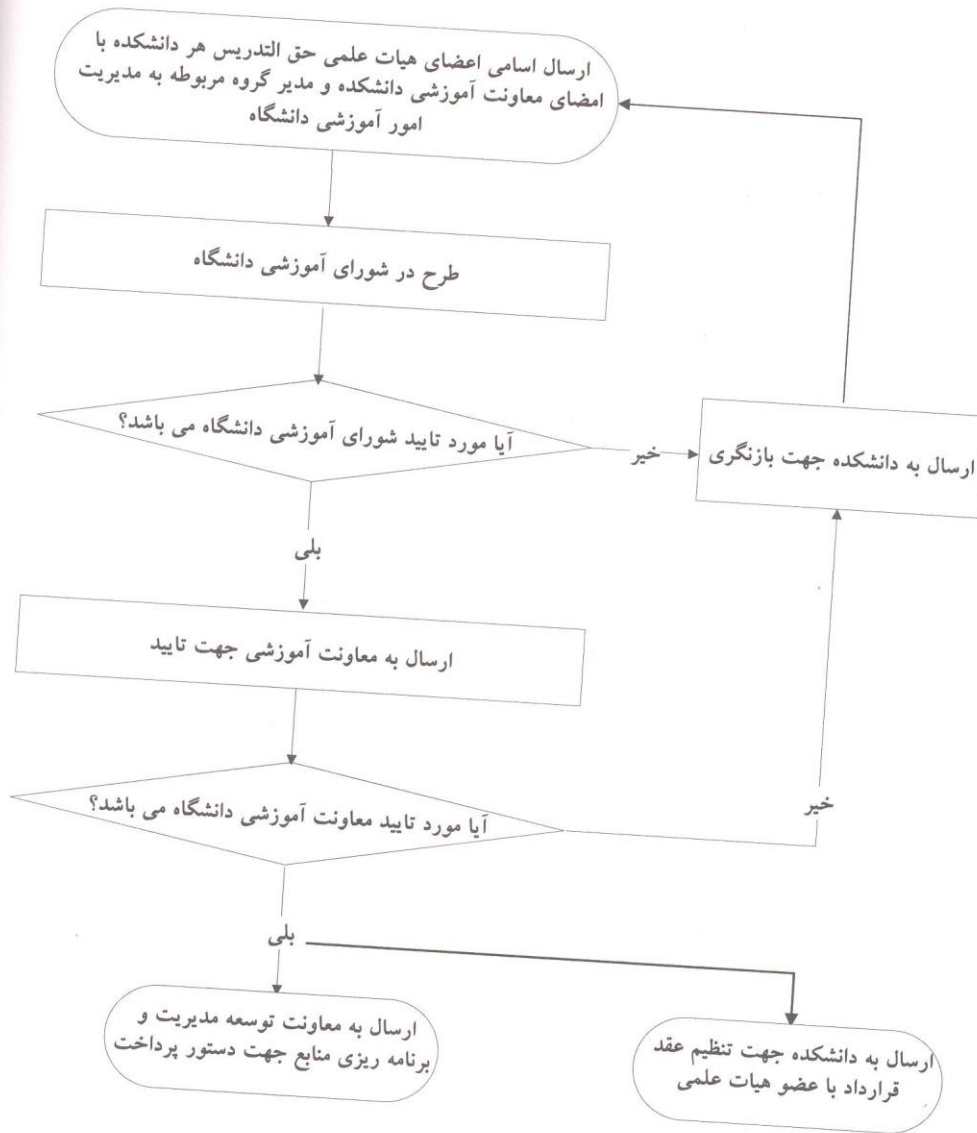 ارسال اسامی اعضای هیات علمی حق التدریس هر دانشکده با
امضای معاونت آموزشی دانشکده و مدیر گروه مربوطه به مدیریت
امور آموزشی دانشگاه
طرح در شورای آموزشی دانشگاه
آیا مورد تایید شورای آموزشی دانشگاه می باشد؟
خیر
ارسال به دانشکده جهت بازنگری
بلی
ارسال به معاونت آموزشی جهت تایید
آیا مورد تایید معاونت آموزشی دانشگاه می باشد؟
خیر
بلی
ارسال به معاونت توسعه مدیریت و
برنامه ریزی منابع جهت دستور پرداخت
ارسال به دانشکده جهت تنظیم عقد
قرارداد با عضو هیات علمی